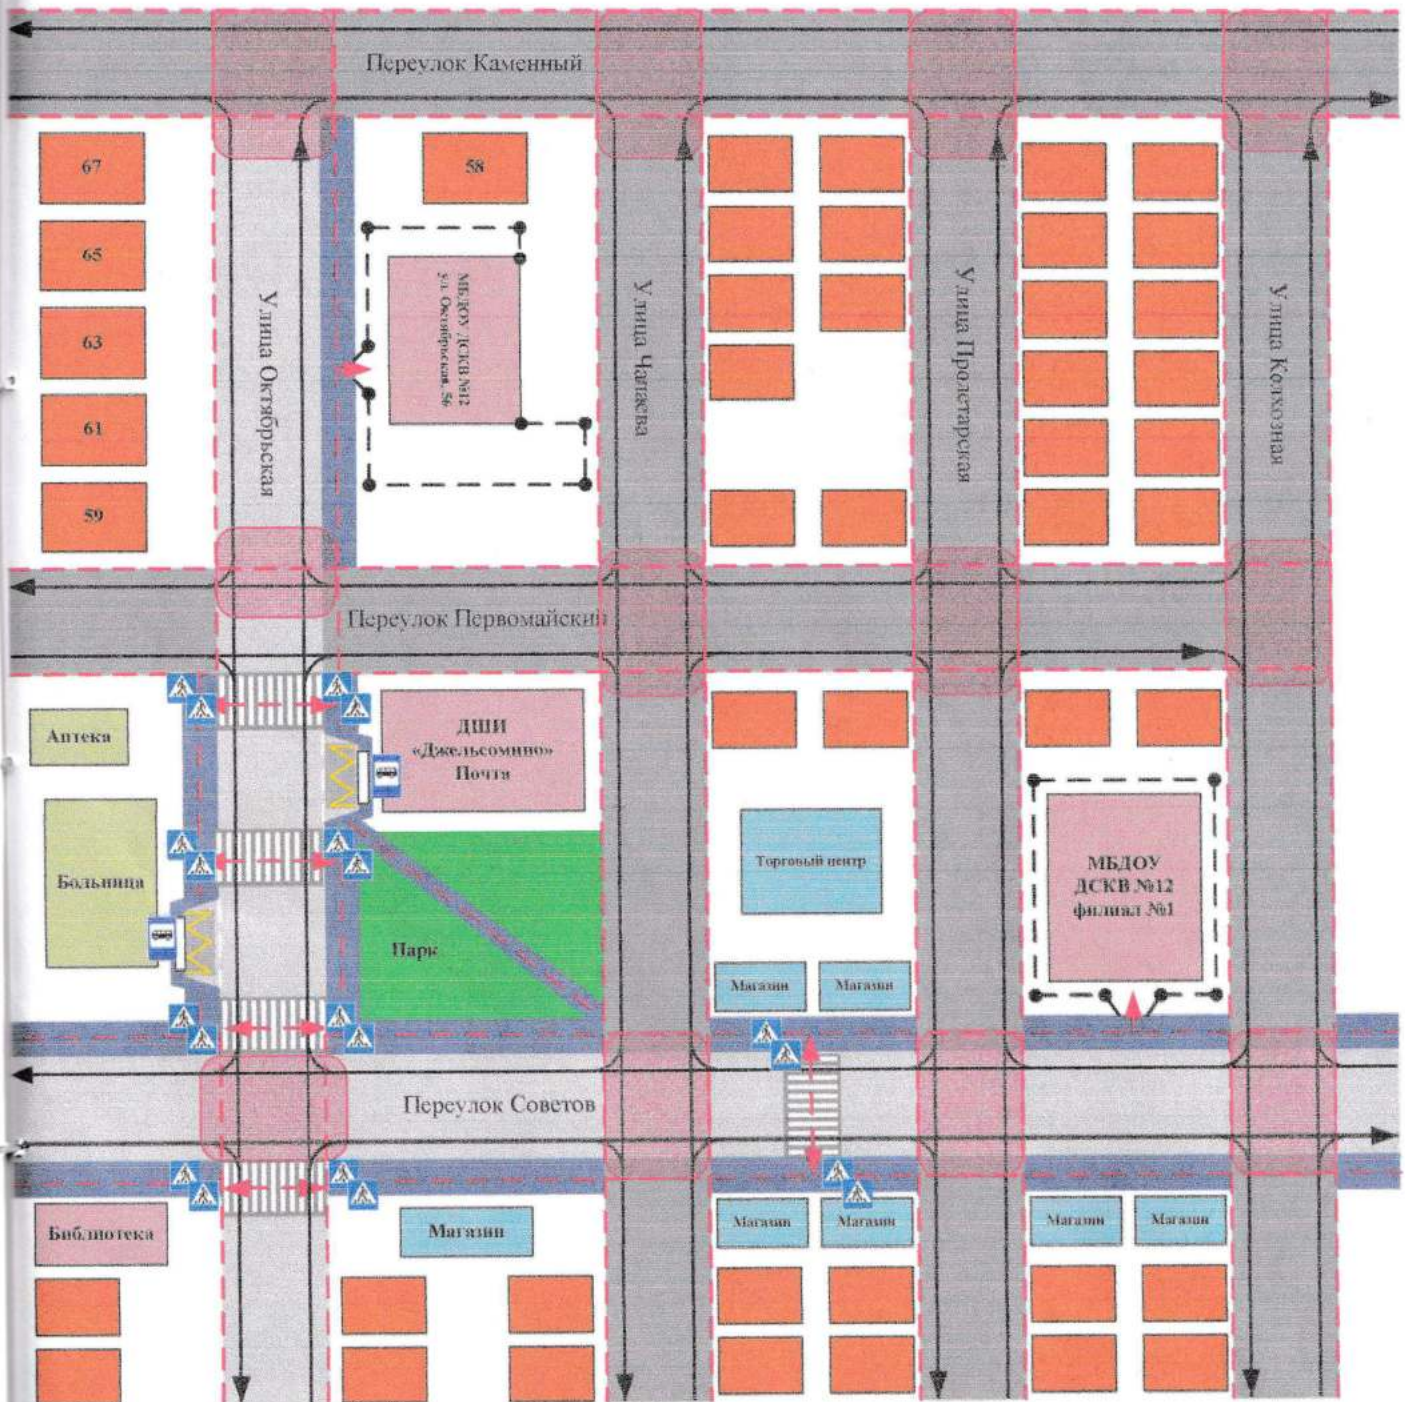 Переулок Каменный
67
58
65
63
61
59
Улица Октябрьская
МБДОУ ДСКВ №12
ул. Октябрьская, 56
Улица Чапаева
Улица Пролетарская
Улица Колхозная
Переулок Первомайский
Аптека
ДШИ
«Джельсомино»
Почта
Больница
Парк
Торговый центр
МБДОУ
ДСКВ №12
филиал №1
Магазин
Магазин
Переулок Советов
Библиотека
Магазин
Магазин
Магазин
Магазин
Магазин